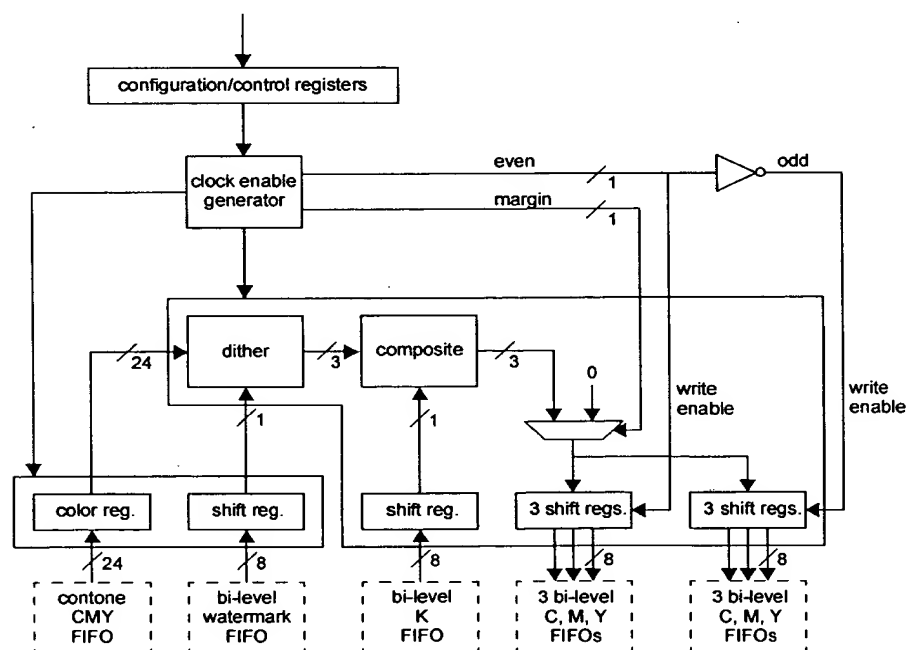 configuration/control registers
clock enable
generator
even
1
odd
margin
1
dither
composite
24
3
3
0
1
1
write
enable
write
enable
color reg.
shift reg.
shift reg.
3 shift regs.
3 shift regs.
24
8
8
8
8
contone
CMY
FIFO
bi-level
watermark
FIFO
bi-level
K
FIFO
3 bi-level
C, M, Y
FIFOs
3 bi-level
C, M, Y
FIFOs